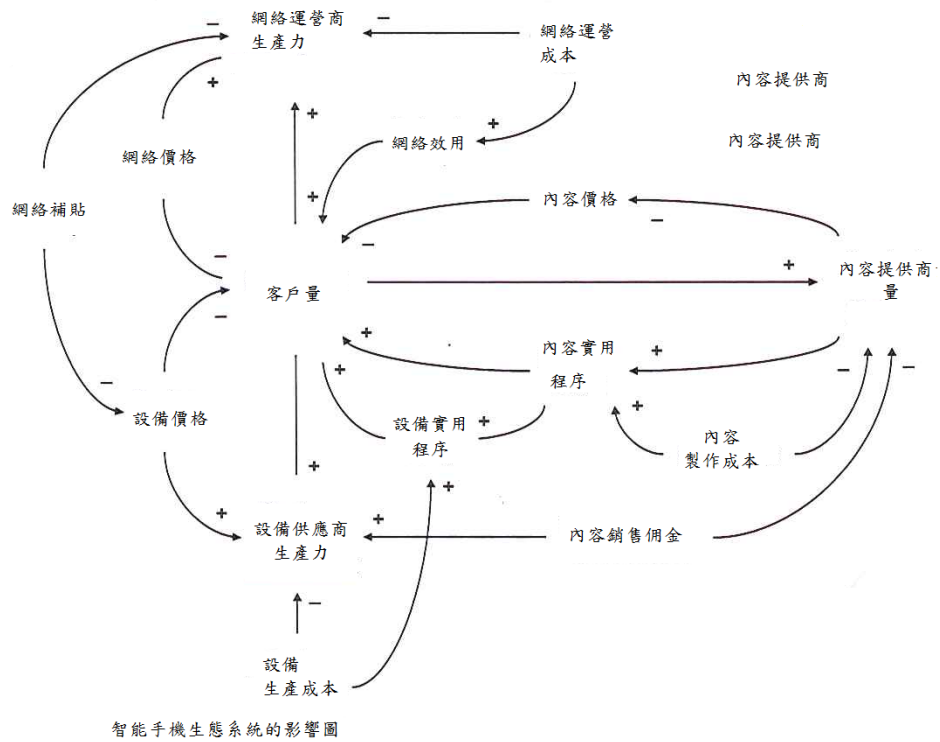 網絡運營商
生產力
網絡運營
成本
內容提供商
內容提供商
網絡效用
網絡價格
網絡補貼
內容價格
客戶量
內容提供商
量
內容實用
程序
設備價格
設備實用
程序
內容
製作成本
設備供應商
生產力
內容銷售佣金
設備
生產成本
智能手機生態系統的影響圖